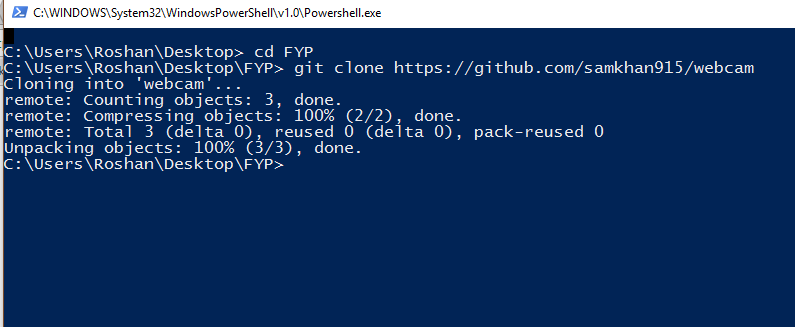 C:\WINDOWS\System32\WindowsPowerShell\v1.0\Powershell.exe
C:\Users\Roshan\Desktop> cd FYP
C:\Users\Roshan\Desktop\FYP> git clone https://github.com/samkhan915/webcam
Cloning into 'webcam'...
remote: Counting objects: 3, done.
remote: Compressing objects: 100% (2/2), done.
remote: Total 3 (delta 0), reused 0 (delta 0), pack-reused 0
Unpacking objects: 100% (3/3), done.
C:\Users\Roshan\Desktop\FYP>